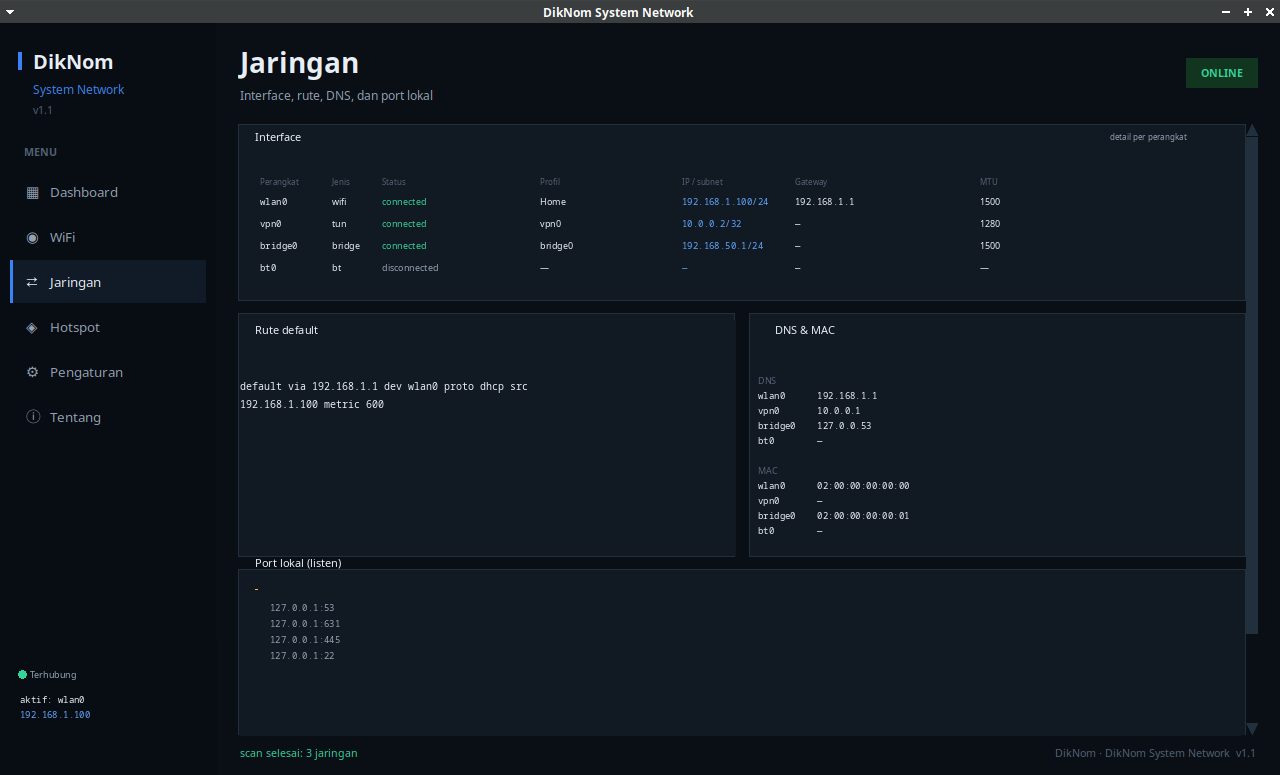 DikNom System Network
DikNom
System Network
v1.1
MENU
Dashboard
WiFi
Jaringan
Hotspot
Pengaturan
Tentang
Terhubung
aktif: wlan0
192.168.1.100
Jaringan
Interface, rute, DNS, dan port lokal
ONLINE
Interface detail per perangkat
Perangkat Jenis Status Profil IP / subnet Gateway MTU
wlan0 wifi connected Home 192.168.1.100/24 192.168.1.1 1500
vpn0 tun connected vpn0 10.0.0.2/32 — 1280
bridge0 bridge connected bridge0 192.168.50.1/24 — 1500
bt0 bt disconnected — — — —
Rute default
default via 192.168.1.1 dev wlan0 proto dhcp src
192.168.1.100 metric 600
DNS & MAC
DNS
wlan0 192.168.1.1
vpn0 10.0.0.1
bridge0 127.0.0.53
bt0 —
MAC
wlan0 02:00:00:00:00:00
vpn0 —
bridge0 02:00:00:00:00:01
bt0 —
Port lokal (listen)
-
127.0.0.1:53
127.0.0.1:631
127.0.0.1:445
127.0.0.1:22
scan selesai: 3 jaringan
DikNom · DikNom System Network v1.1